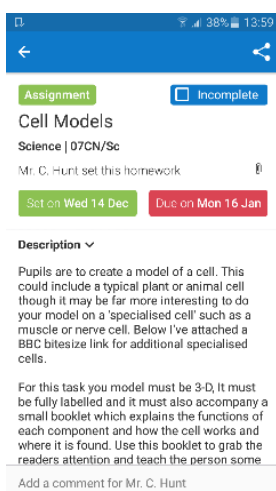 38% 13:59
Assignment
Incomplete
Cell Models
Science | 07CN/Sc
Mr. C. Hunt set this homework
Set on Wed 14 Dec
Due on Mon 16 Jan
Description
Pupils are to create a model of a cell. This
could include a typical plant or animal cell
though it may be far more interesting to do
your model on a 'specialised cell' such as a
muscle or nerve cell. Below I've attached a
BBC bitesize link for additional specialised
cells.
For this task you model must be 3-D, It must
be fully labelled and it must also accompany a
small booklet which explains the functions of
each component and how the cell works and
where it is found. Use this booklet to grab the
readers attention and teach the person some
Add a comment for Mr. C. Hunt